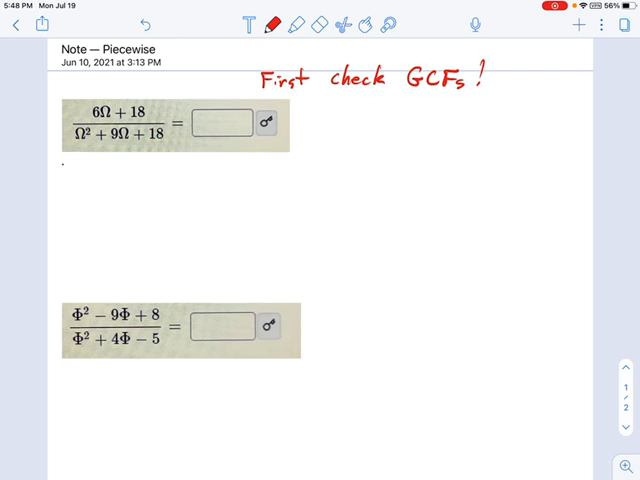 5:48 PM Mon Jul 19
56%
T
Note — Piecewise
Jun 10, 2021 at 3:13 PM
First check GCFs!
6Ω + 18
Ω² + 9Ω + 18 =
Φ² − 9Φ + 8
Φ² + 4Φ − 5 =
1
/
2